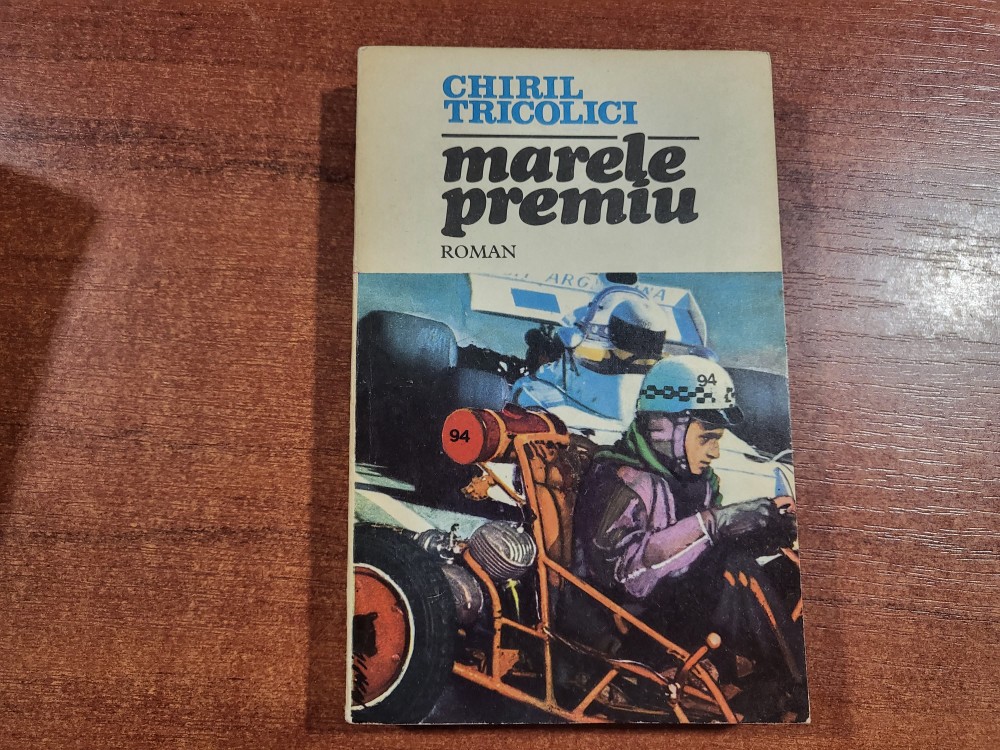 CHIRIL
TRICOLICI
marele
premiu
ROMAN
94
94